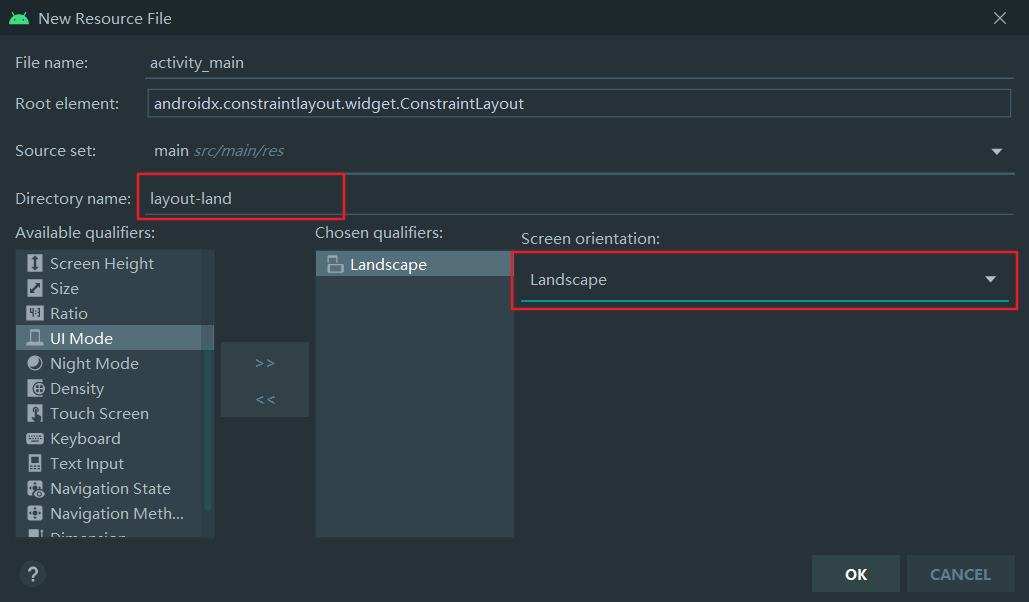 New Resource File
File name: activity_main
Root element: androidx.constraintlayout.widget.ConstraintLayout
Source set: main src/main/res
Directory name: layout-land
Available qualifiers:
Screen Height
Size
Ratio
UI Mode
Night Mode
Density
Touch Screen
Keyboard
Text Input
Navigation State
Navigation Meth...
Dimension
>>
<<
Chosen qualifiers:
Landscape
Screen orientation:
Landscape
?
OK
CANCEL